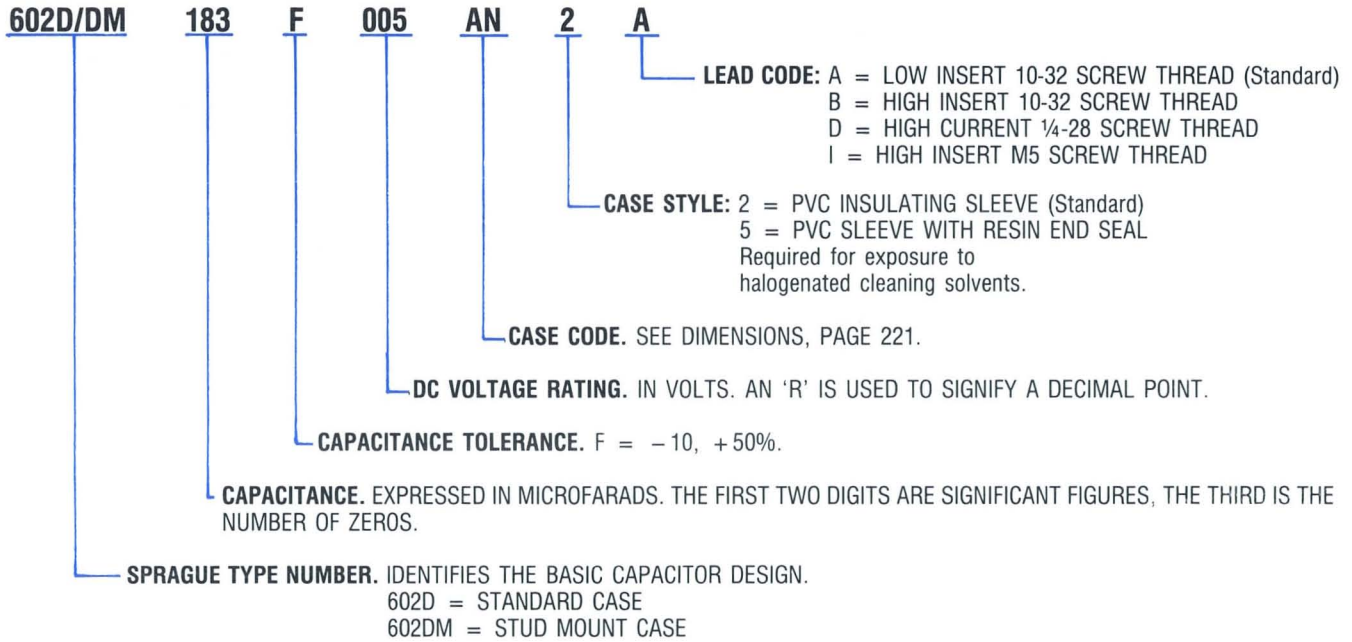 602D/DM 183 F 005 AN 2 A
LEAD CODE: A = LOW INSERT 10-32 SCREW THREAD (Standard)
B = HIGH INSERT 10-32 SCREW THREAD
D = HIGH CURRENT ¼-28 SCREW THREAD
I = HIGH INSERT M5 SCREW THREAD
CASE STYLE: 2 = PVC INSULATING SLEEVE (Standard)
5 = PVC SLEEVE WITH RESIN END SEAL
Required for exposure to
halogenated cleaning solvents.
CASE CODE. SEE DIMENSIONS, PAGE 221.
DC VOLTAGE RATING. IN VOLTS. AN ‘R’ IS USED TO SIGNIFY A DECIMAL POINT.
CAPACITANCE TOLERANCE. F = −10, +50%.
CAPACITANCE. EXPRESSED IN MICROFARADS. THE FIRST TWO DIGITS ARE SIGNIFICANT FIGURES, THE THIRD IS THE
NUMBER OF ZEROS.
SPRAGUE TYPE NUMBER. IDENTIFIES THE BASIC CAPACITOR DESIGN.
602D = STANDARD CASE
602DM = STUD MOUNT CASE